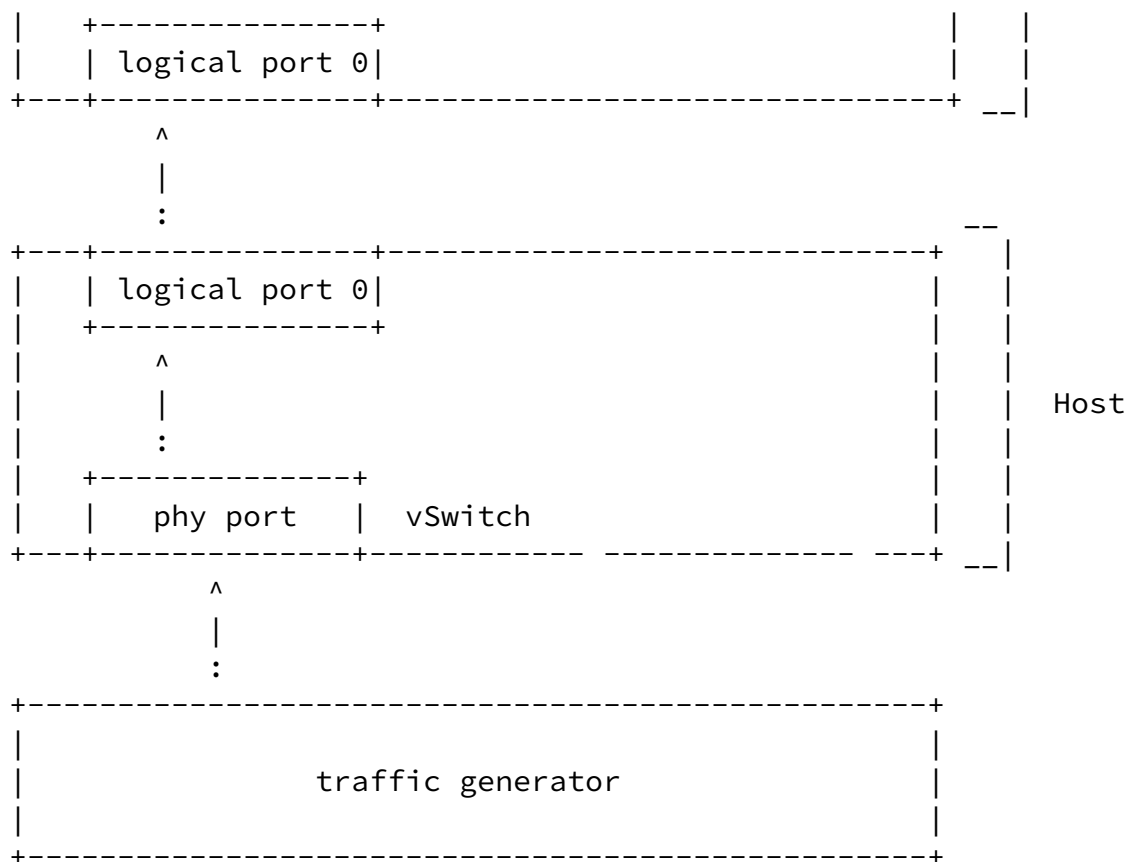 logical port 0
logical port 0
Host
phy port vSwitch
traffic generator